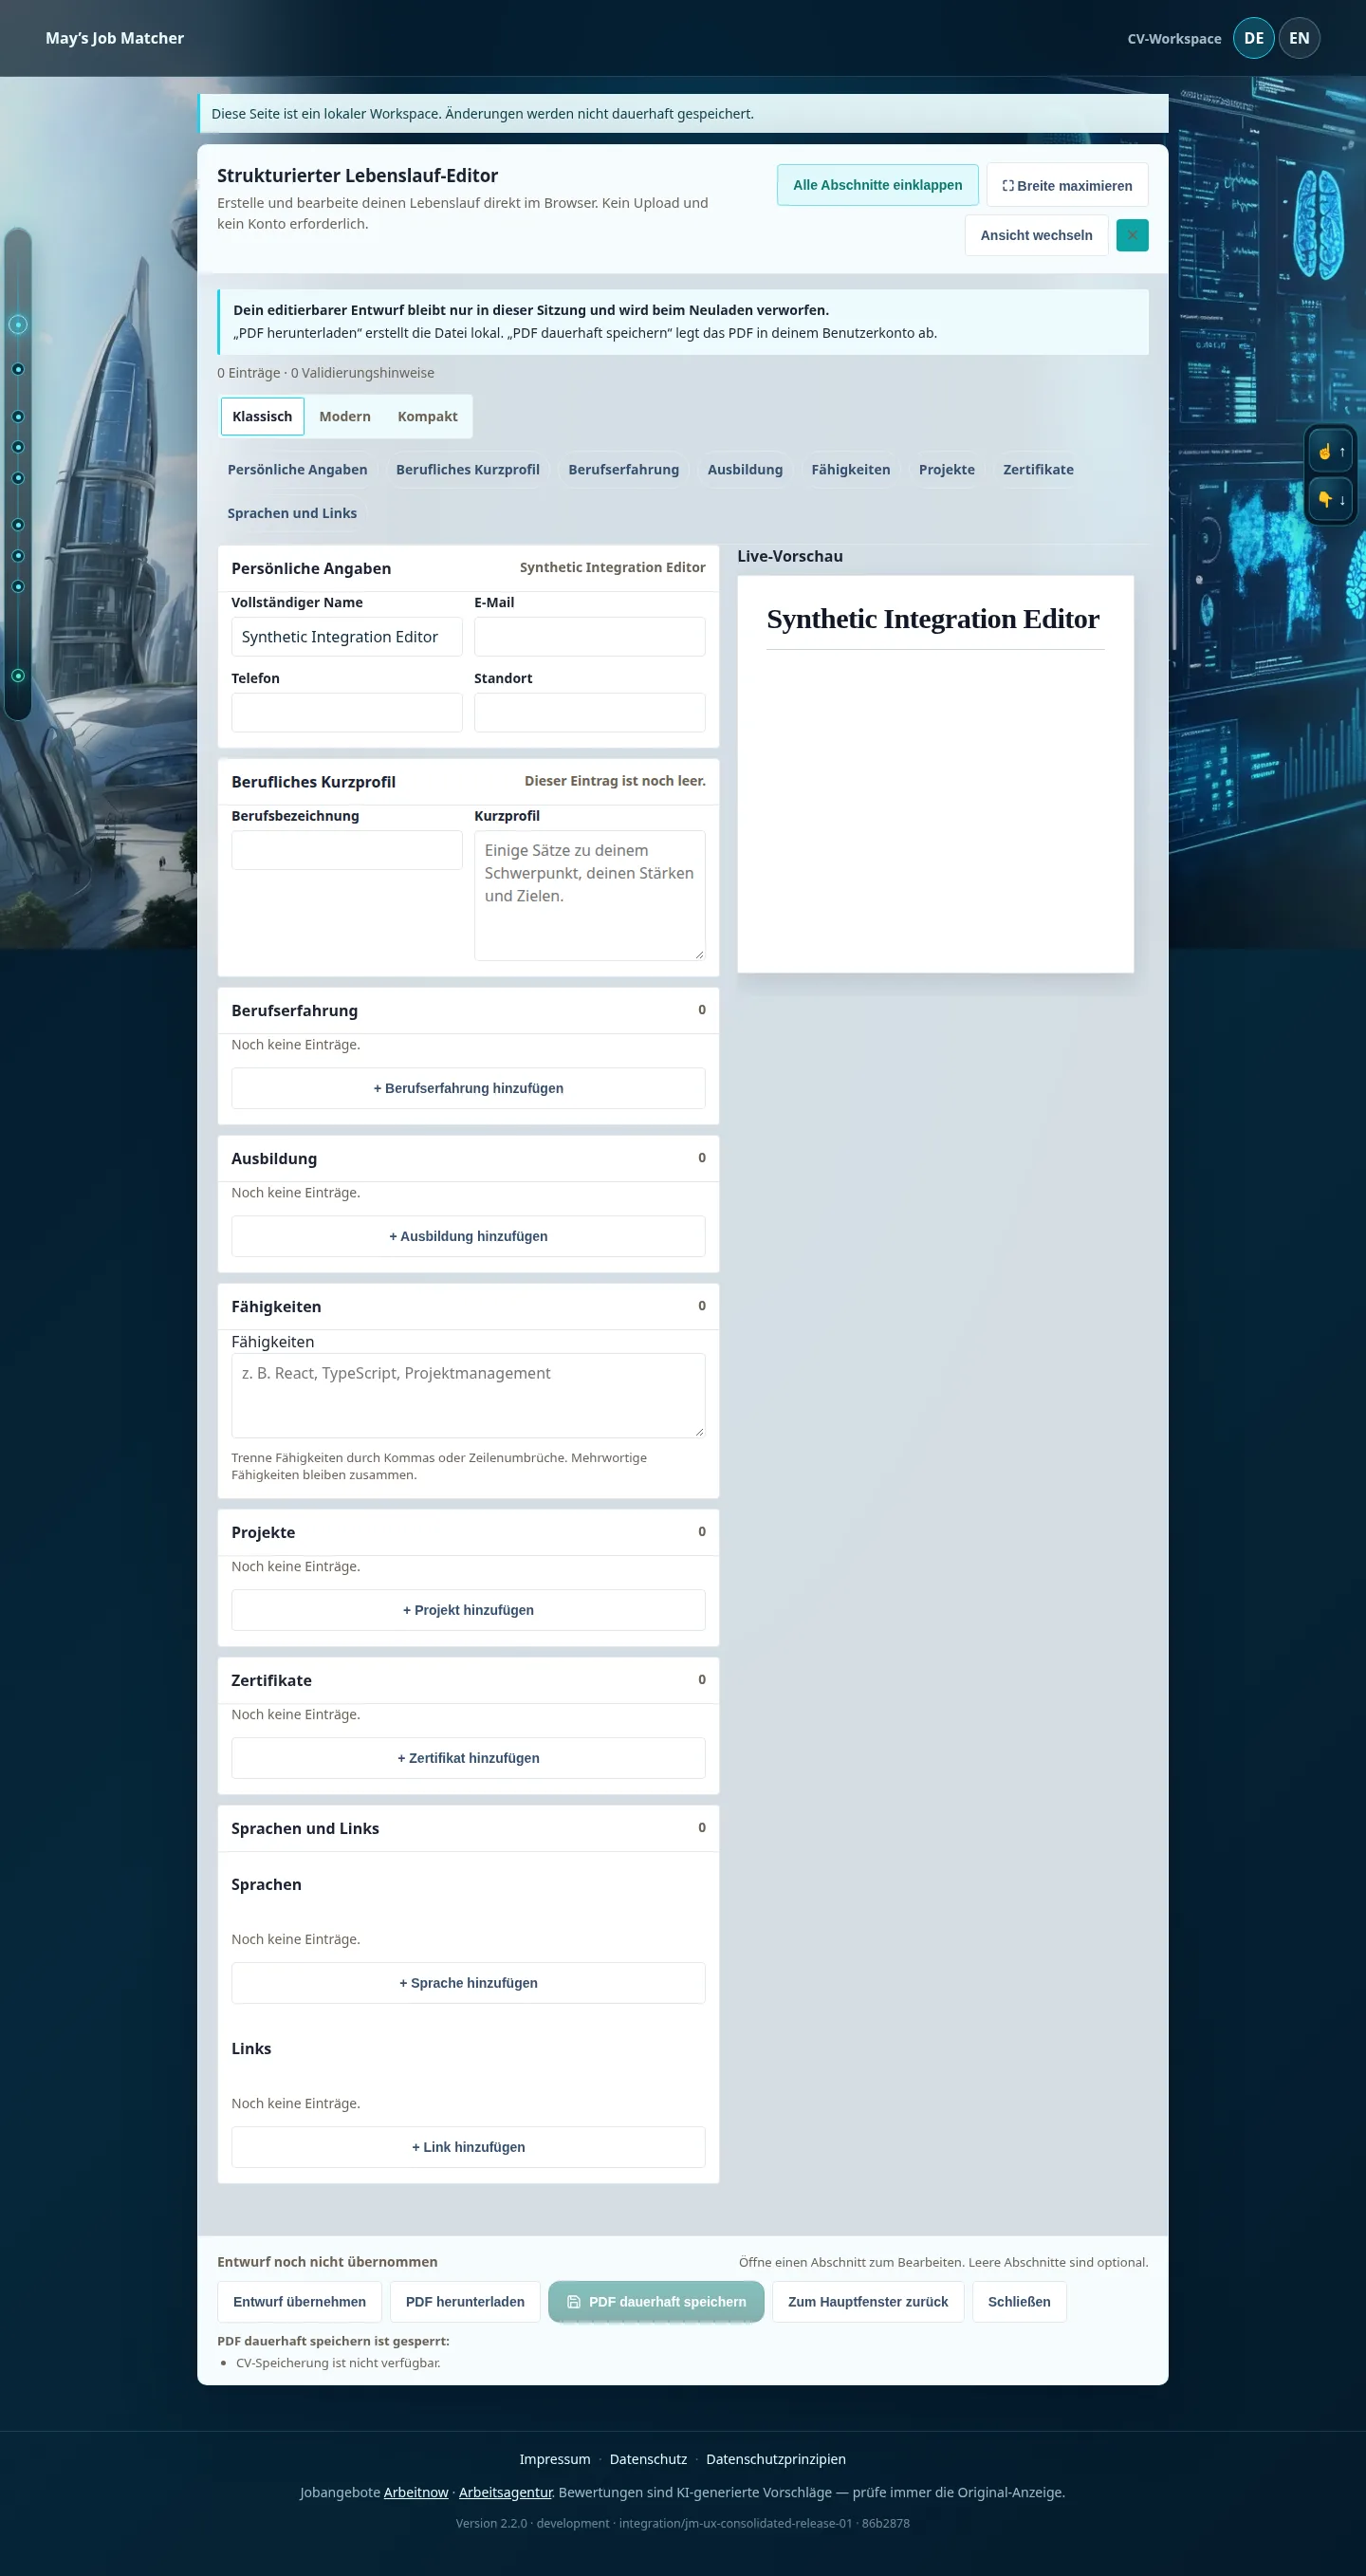 May's Job Matcher
CV-Workspace DE EN
Diese Seite ist ein lokaler Workspace. Änderungen werden nicht dauerhaft gespeichert.
Strukturierter Lebenslauf-Editor
Erstelle und bearbeite deinen Lebenslauf direkt im Browser. Kein Upload und
kein Konto erforderlich.
Alle Abschnitte einklappen
Breite maximieren
Ansicht wechseln
×
Dein editierbarer Entwurf bleibt nur in dieser Sitzung und wird beim Neuladen verworfen.
„PDF herunterladen“ erstellt die Datei lokal. „PDF dauerhaft speichern“ legt das PDF in deinem Benutzerkonto ab.
0 Einträge · 0 Validierungshinweise
Klassisch Modern Kompakt
Persönliche Angaben Berufliches Kurzprofil Berufserfahrung Ausbildung Fähigkeiten Projekte Zertifikate
Sprachen und Links
Persönliche Angaben Synthetic Integration Editor
Vollständiger Name E-Mail
Synthetic Integration Editor
Telefon Standort
Berufliches Kurzprofil Dieser Eintrag ist noch leer.
Berufsbezeichnung Kurzprofil
Einige Sätze zu deinem
Schwerpunkt, deinen Stärken
und Zielen.
Berufserfahrung 0
Noch keine Einträge.
+ Berufserfahrung hinzufügen
Ausbildung 0
Noch keine Einträge.
+ Ausbildung hinzufügen
Fähigkeiten 0
Fähigkeiten
z. B. React, TypeScript, Projektmanagement
Trenne Fähigkeiten durch Kommas oder Zeilenumbrüche. Mehrwortige
Fähigkeiten bleiben zusammen.
Projekte 0
Noch keine Einträge.
+ Projekt hinzufügen
Zertifikate 0
Noch keine Einträge.
+ Zertifikat hinzufügen
Sprachen und Links 0
Sprachen
Noch keine Einträge.
+ Sprache hinzufügen
Links
Noch keine Einträge.
+ Link hinzufügen
Live-Vorschau
Synthetic Integration Editor
☝ ↑
👇 ↓
Entwurf noch nicht übernommen
Öffne einen Abschnitt zum Bearbeiten. Leere Abschnitte sind optional.
Entwurf übernehmen PDF herunterladen PDF dauerhaft speichern Zum Hauptfenster zurück Schließen
PDF dauerhaft speichern ist gesperrt:
• CV-Speicherung ist nicht verfügbar.
Impressum · Datenschutz · Datenschutzprinzipien
Jobangebote Arbeitnow · Arbeitsagentur. Bewertungen sind KI-generierte Vorschläge — prüfe immer die Original-Anzeige.
Version 2.2.0 · development · integration/jm-ux-consolidated-release-01 · 86b2878